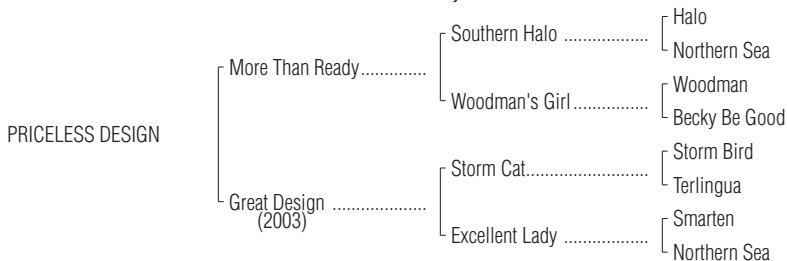 Halo
Southern Halo ..................
Northern Sea
More Than Ready..............
Woodman
Woodman's Girl................
Becky Be Good
PRICELESS DESIGN
Storm Bird
Storm Cat..........................
Terlingua
Great Design ....................
(2003)
Smarten
Excellent Lady ..................
Northern Sea